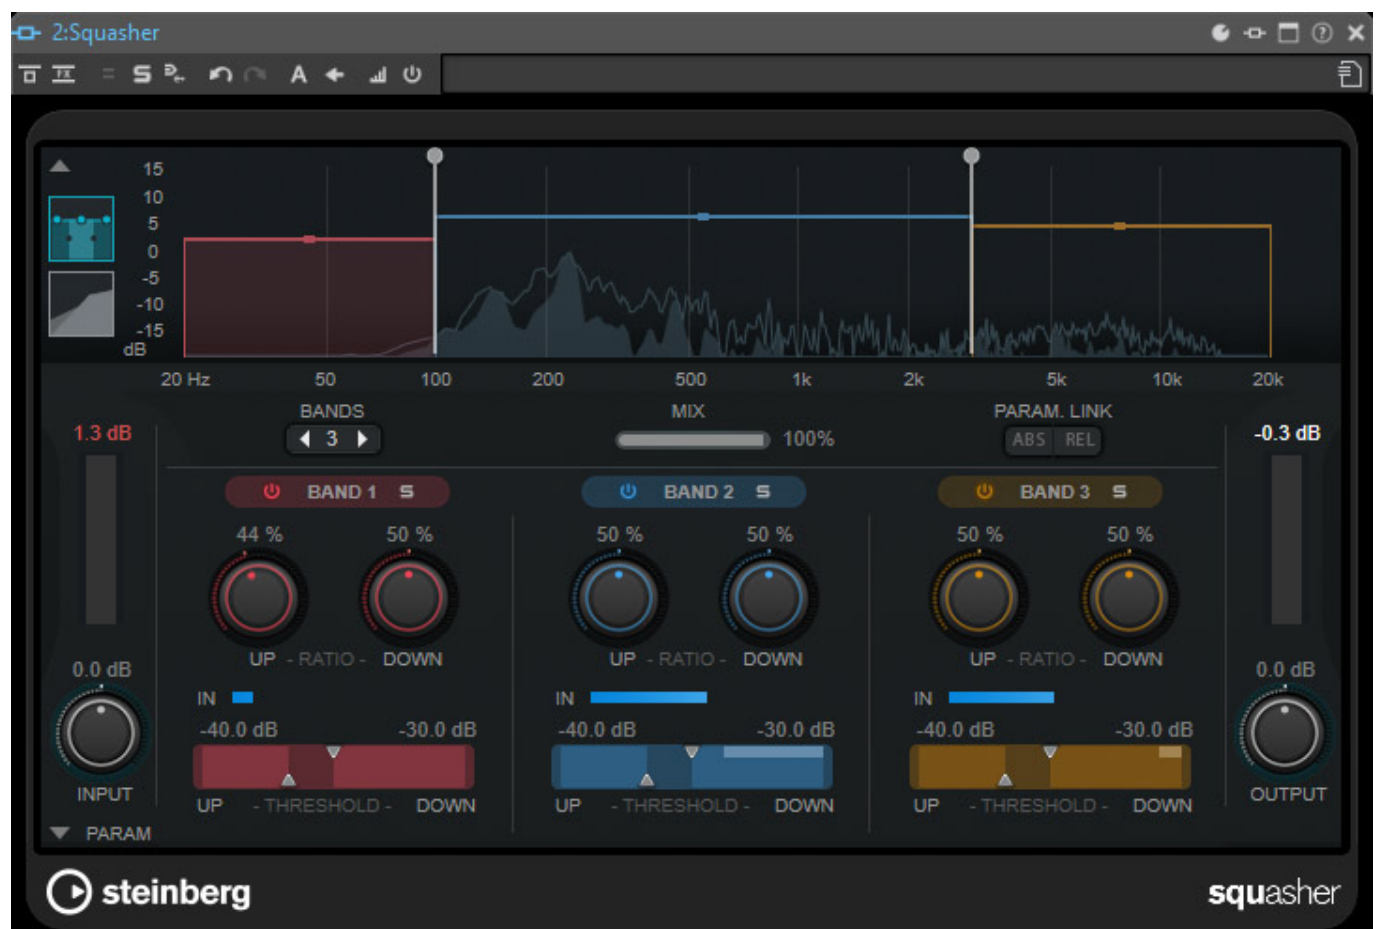 2:Squasher
FX = S A
15
10
5
0
-5
-10
-15
dB
20 Hz 50 100 200 500 1k 2k 5k 10k 20k
BANDS MIX PARAM. LINK
1.3 dB 3 100% ABS REL -0.3 dB
BAND 1 S BAND 2 S BAND 3 S
44 % 50 % 50 % 50 % 50 % 50 %
UP - RATIO - DOWN UP - RATIO - DOWN UP - RATIO - DOWN
0.0 dB 0.0 dB
IN IN IN
-40.0 dB -30.0 dB -40.0 dB -30.0 dB -40.0 dB -30.0 dB
INPUT OUTPUT
UP - THRESHOLD - DOWN UP - THRESHOLD - DOWN UP - THRESHOLD - DOWN
PARAM
steinberg squasher